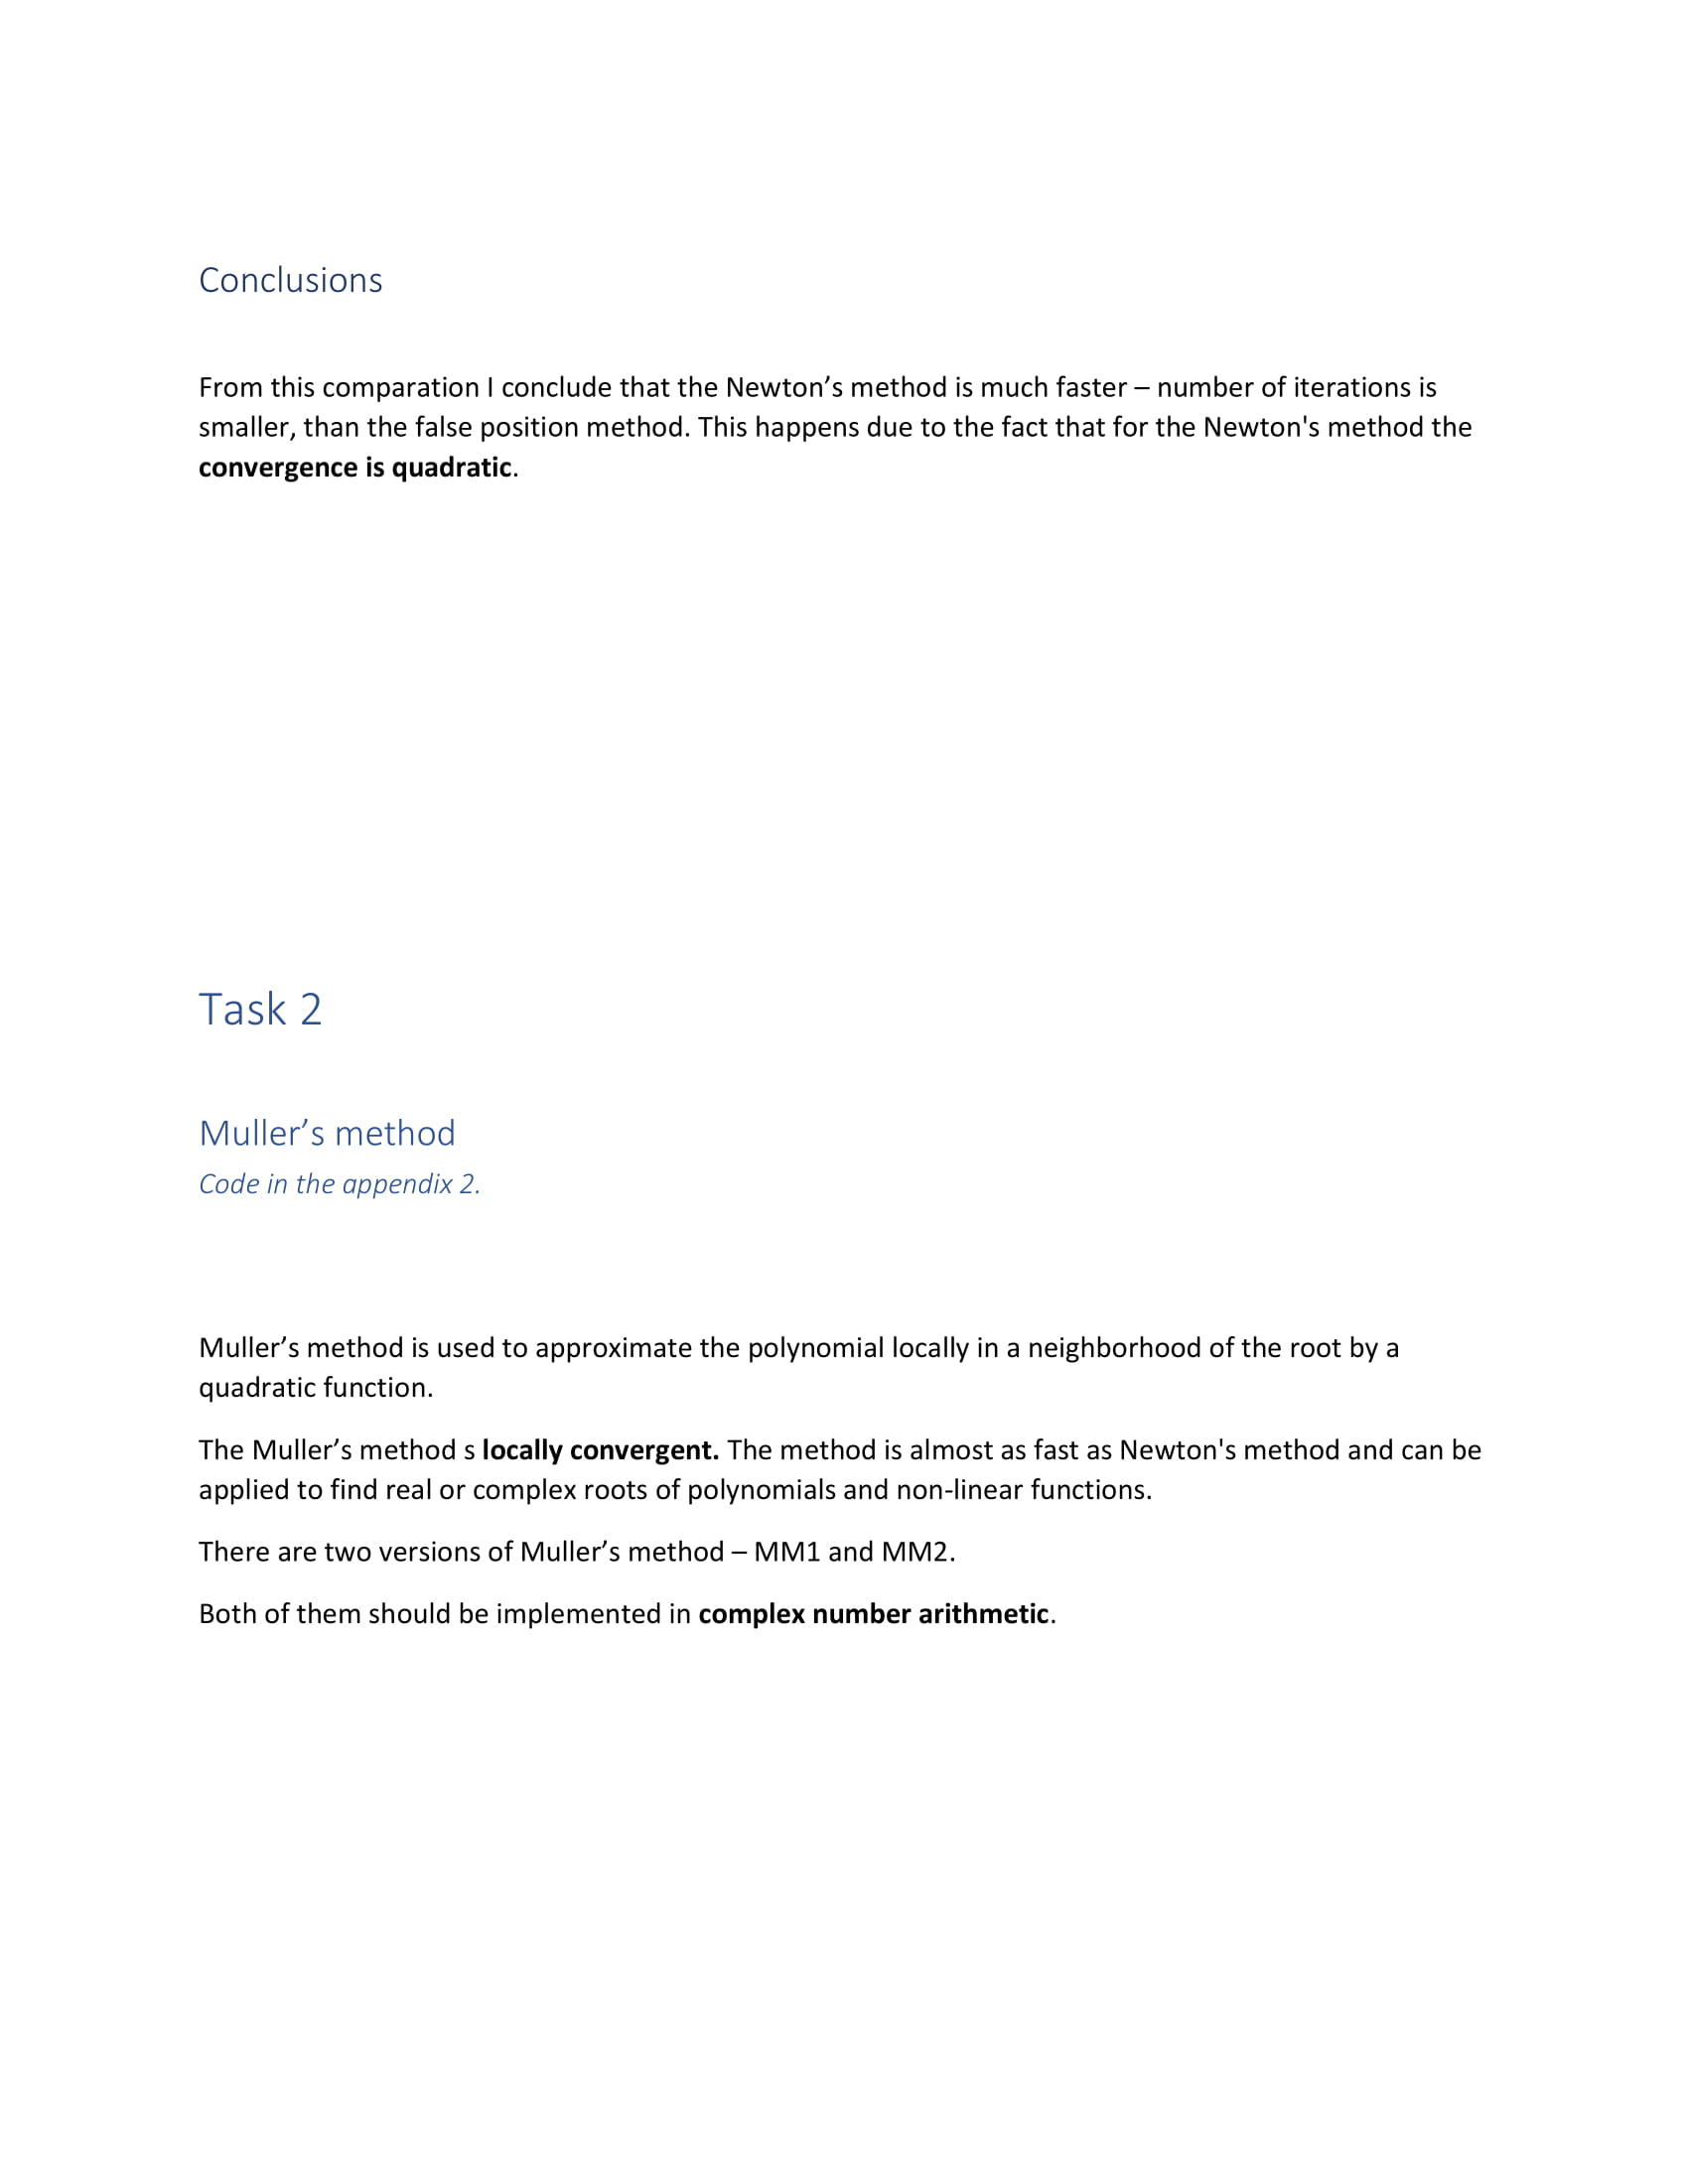 Conclusions
From this comparation I conclude that the Newton’s method is much faster – number of iterations is
smaller, than the false position method. This happens due to the fact that for the Newton's method the
convergence is quadratic.
Task 2
Muller’s method
Code in the appendix 2.
Muller’s method is used to approximate the polynomial locally in a neighborhood of the root by a
quadratic function.
The Muller’s method s locally convergent. The method is almost as fast as Newton's method and can be
applied to find real or complex roots of polynomials and non-linear functions.
There are two versions of Muller’s method – MM1 and MM2.
Both of them should be implemented in complex number arithmetic.